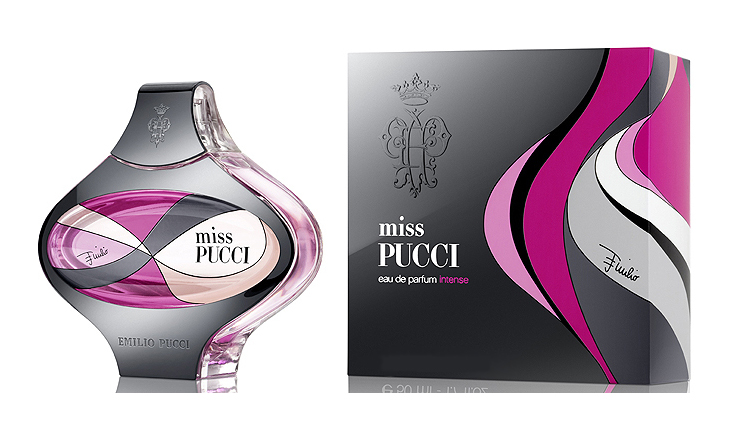 miss
PUCCI
Emilio
EMILIO PUCCI
miss
PUCCI
eau de parfum intense
Emilio